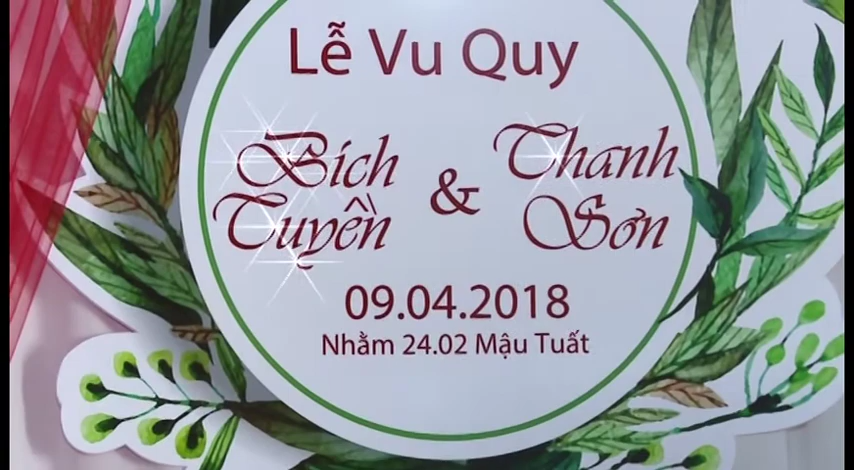 Lễ Vu Quy
Bích Tuyền & Thanh Sơn
09.04.2018
Nhằm 24.02 Mậu Tuất